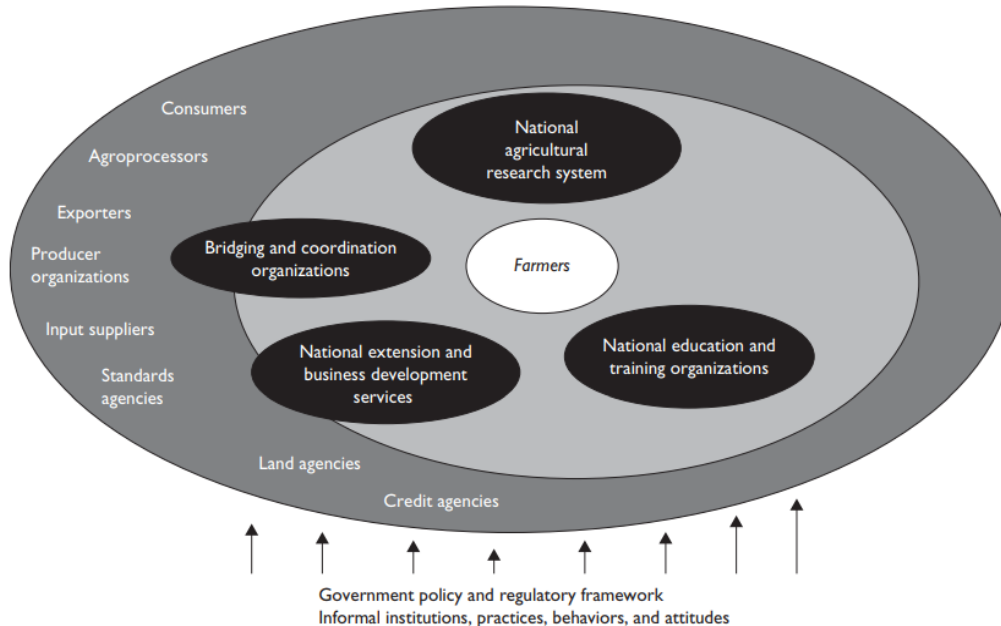 Consumers
National
agricultural
research system
Agroprocessors
Exporters
Producer
organizations
Bridging and coordination
organizations
Farmers
Input suppliers
National extension and
business development
services
National education and
training organizations
Standards
agencies
Land agencies
Credit agencies
Government policy and regulatory framework
Informal institutions, practices, behaviors, and attitudes